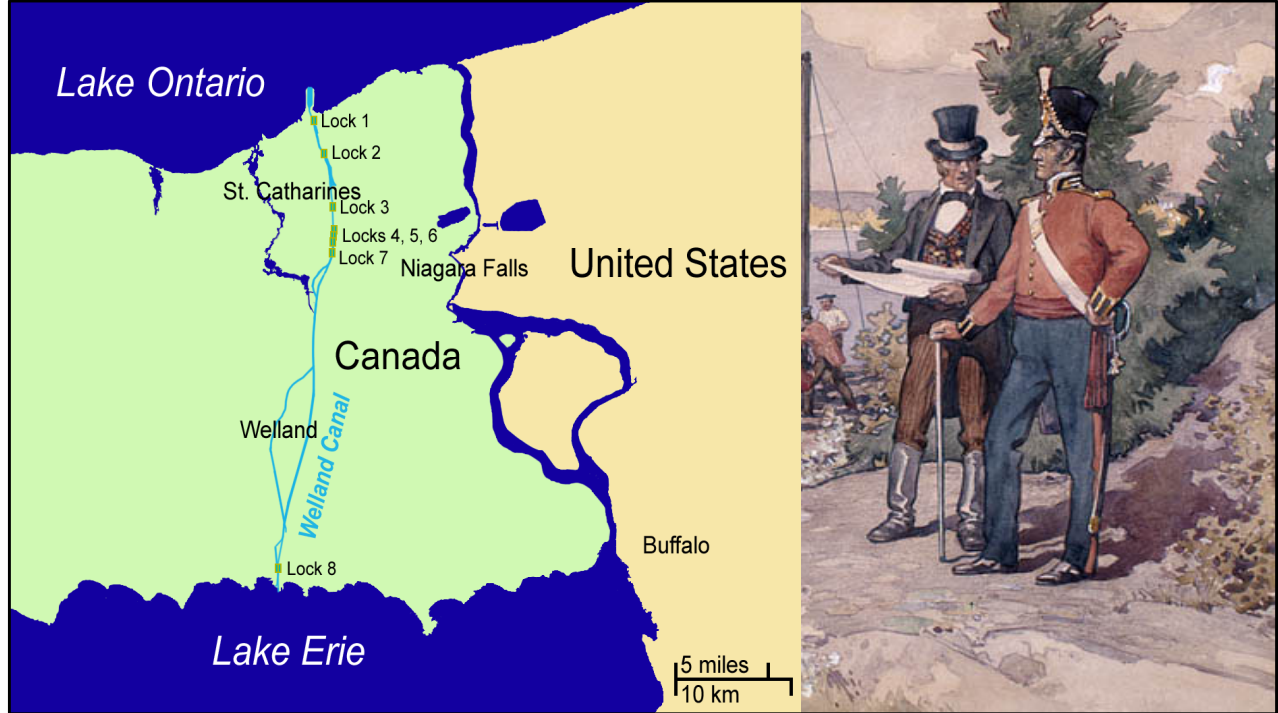 Lake Ontario
Lock 1
Lock 2
St. Catharines
Lock 3
Locks 4, 5, 6
Lock 7
Niagara Falls
United States
Canada
Welland Canal
Welland
Buffalo
Lock 8
Lake Erie
5 miles
10 km